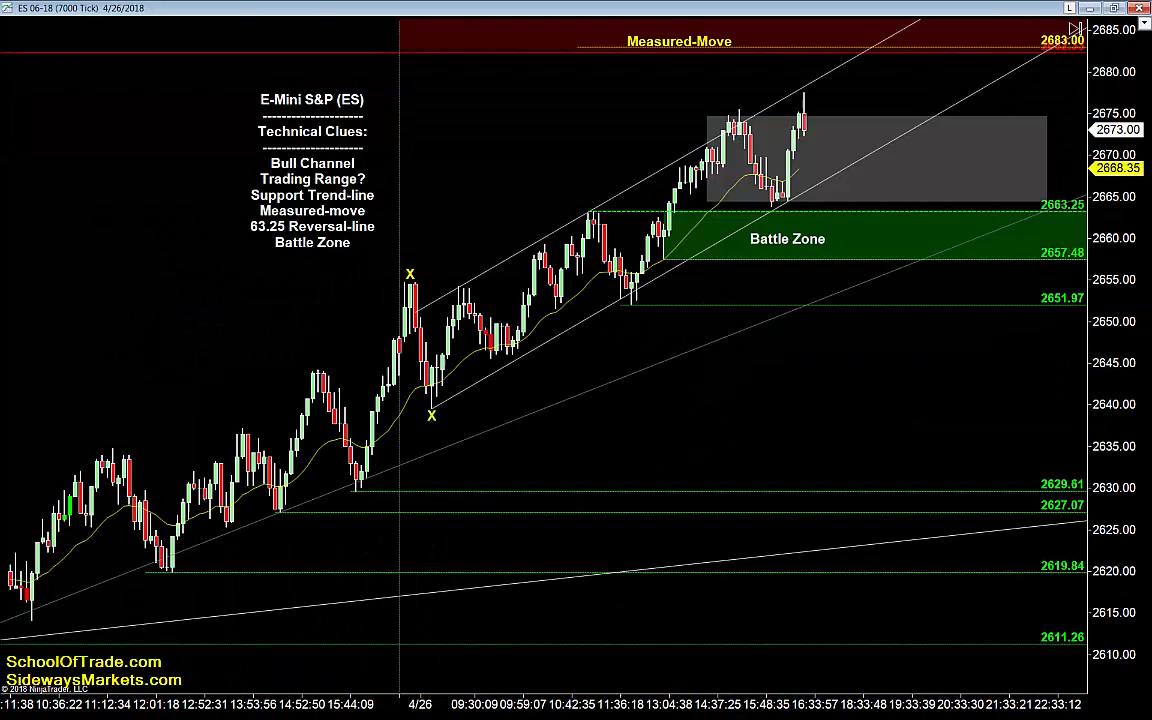 ES 06-18 (7000 Tick) 4/26/2018
L
Measured-Move
E-Mini S&P (ES)
--------------------
Technical Clues:
--------------------
Bull Channel
Trading Range?
Support Trend-line
Measured-move
63.25 Reversal-line
Battle Zone
X
X
Battle Zone
2683.00
2663.25
2657.48
2651.97
2629.61
2627.07
2619.84
2611.26
2685.00
2680.00
2675.00
2673.00
2670.00
2668.35
2665.00
2660.00
2655.00
2650.00
2645.00
2640.00
2635.00
2630.00
2625.00
2620.00
2615.00
2610.00
SchoolOfTrade.com
SidewaysMarkets.com
© 2018 NinjaTrader, LLC
:11:38 10:36:22 11:12:34 12:01:18 12:52:31 13:53:56 14:52:50 15:44:09 4/26 09:30:09 09:59:07 10:42:35 11:36:18 13:04:38 14:37:25 15:48:35 16:33:57 18:33:48 19:33:39 20:33:30 21:33:21 22:33:12